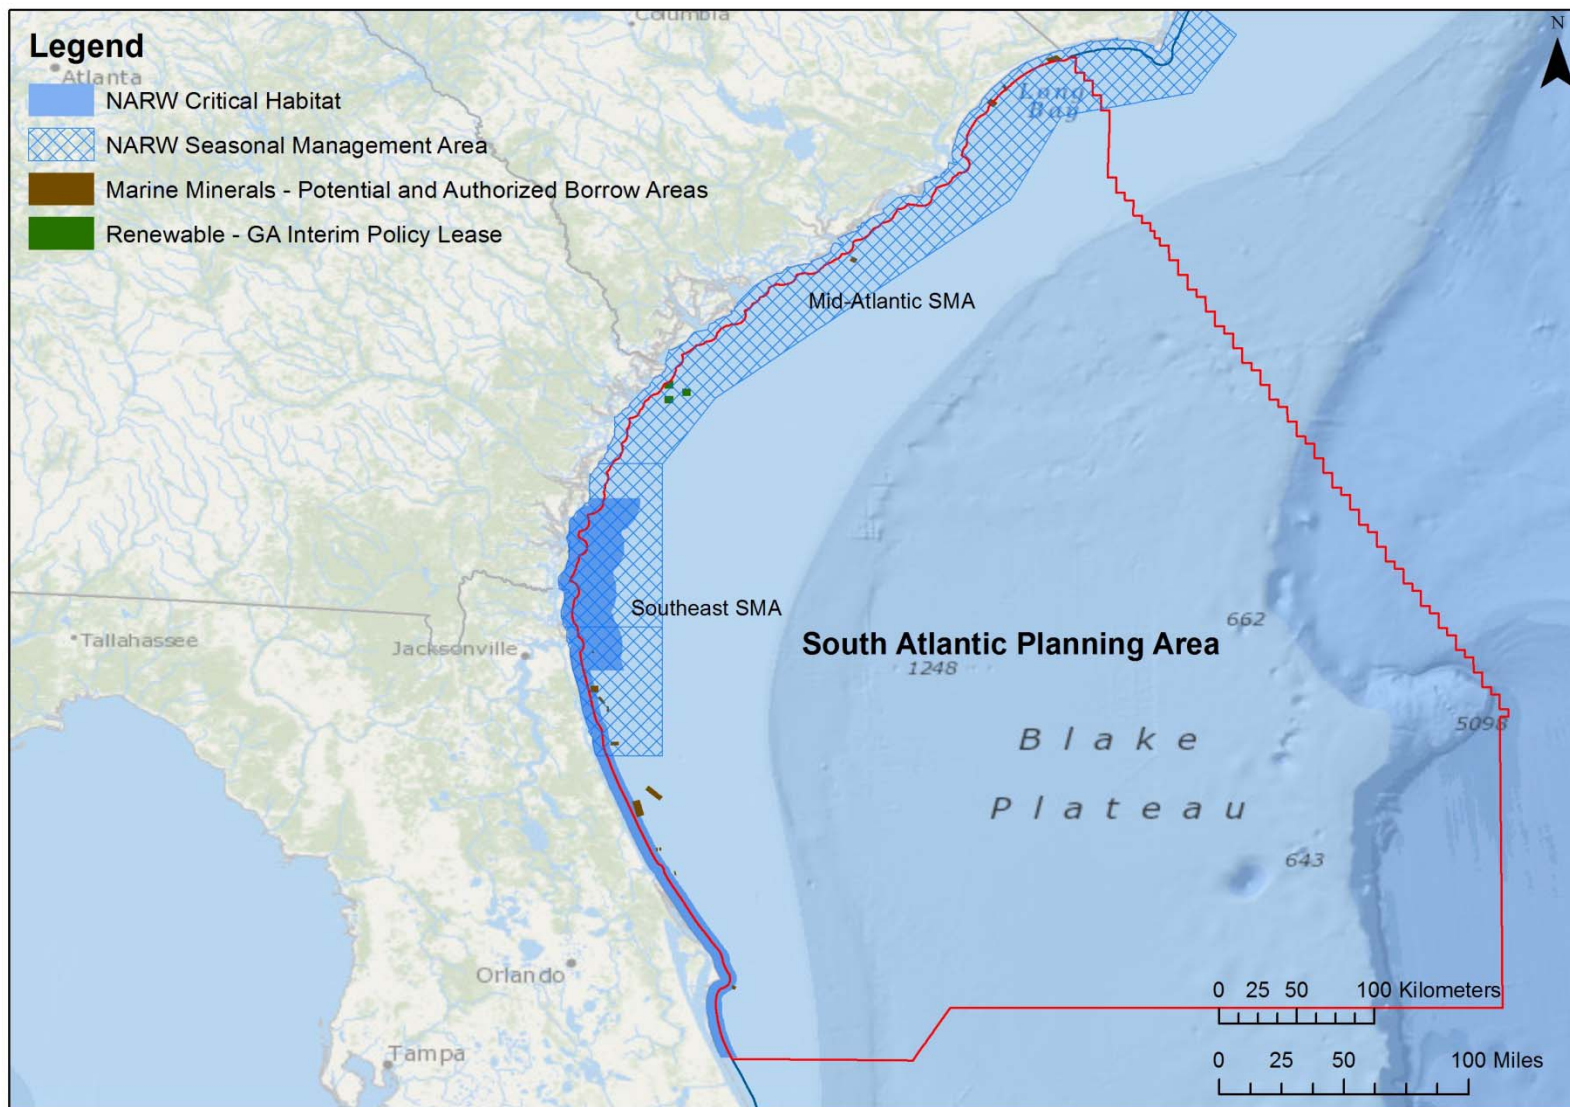 Columbia
N
Legend
Atlanta
NARW Critical Habitat
NARW Seasonal Management Area
Marine Minerals - Potential and Authorized Borrow Areas
Renewable - GA Interim Policy Lease
Long
Bay
Mid-Atlantic SMA
Southeast SMA
662
Tallahassee
Jacksonville
South Atlantic Planning Area
1248
5098
Blake
Plateau
643
Orlando
0 25 50 100 Kilometers
Tampa
0 25 50 100 Miles